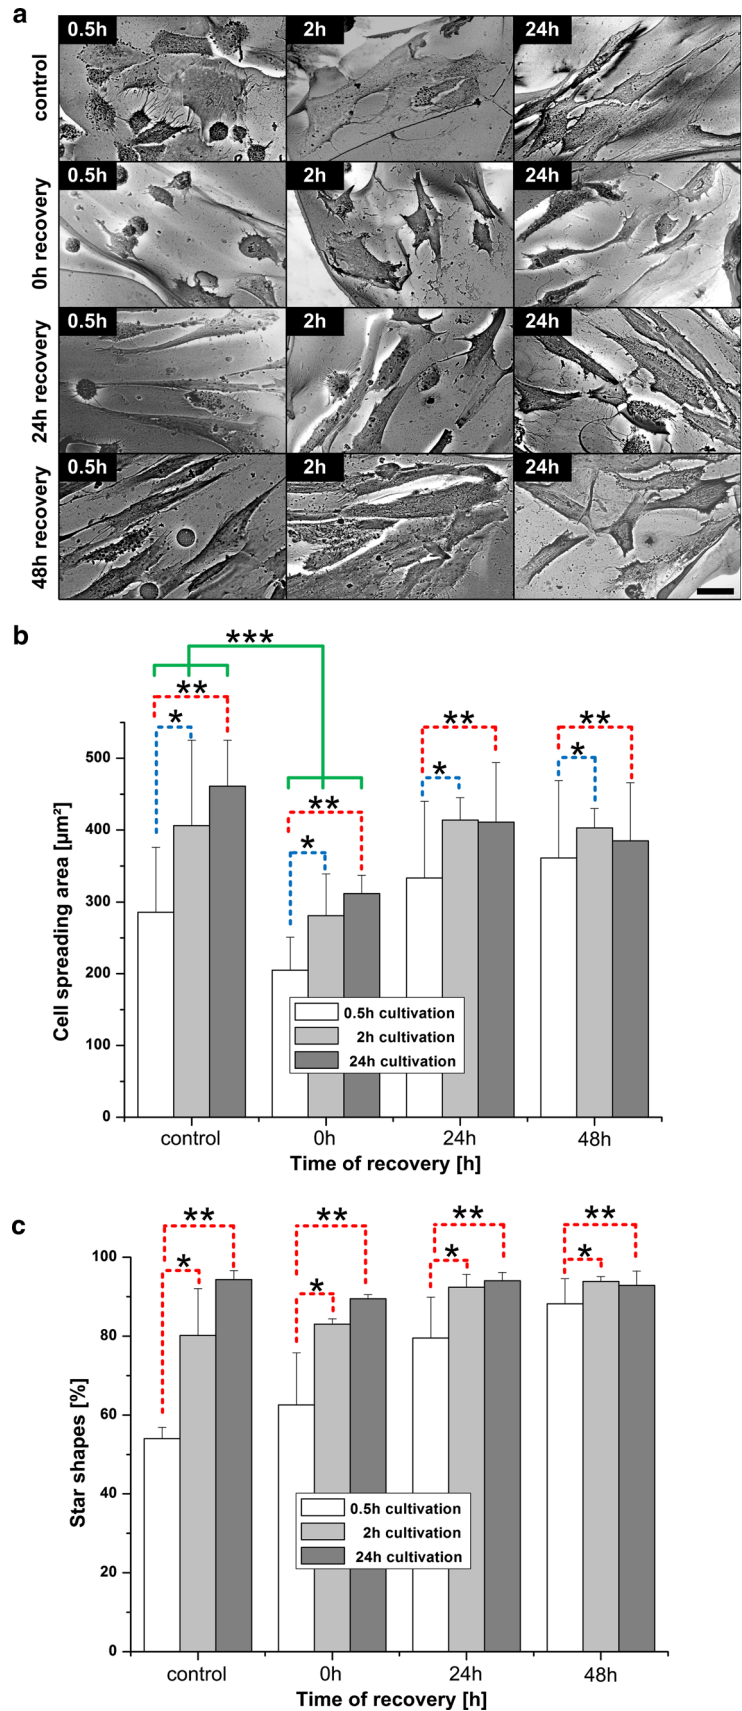 a
0.5h
2h
24h
control
0.5h
2h
24h
0h recovery
0.5h
2h
24h
24h recovery
0.5h
2h
24h
48h recovery
b
***
**
*
**
*
**
*
**
*
500
400
300
200
100
0
Cell spreading area [µm²]
0.5h cultivation
2h cultivation
24h cultivation
control
0h
24h
48h
Time of recovery [h]
c
**
*
**
*
**
*
**
*
100
80
60
40
20
0
Star shapes [%]
0.5h cultivation
2h cultivation
24h cultivation
control
0h
24h
48h
Time of recovery [h]